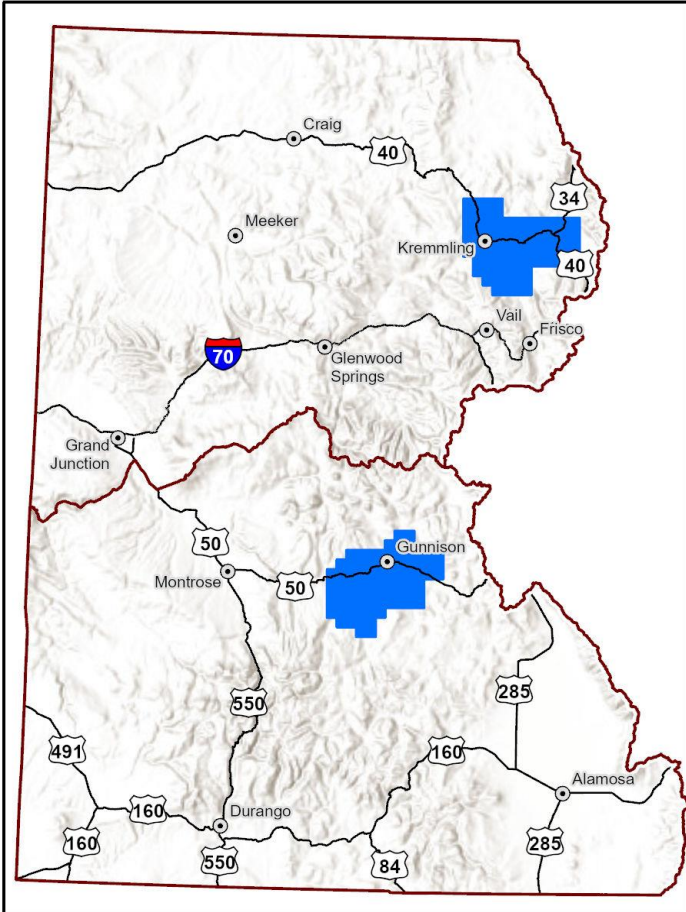 Craig
40
34
Meeker
Kremmling
40
Vail
Frisco
70
Glenwood
Springs
Grand
Junction
50
Gunnison
Montrose
50
285
550
491
160
Alamosa
160
Durango
160
550
84
285